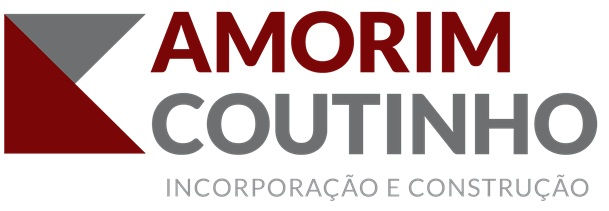 AMORIM
COUTINHO
INCORPORAÇÃO E CONSTRUÇÃO